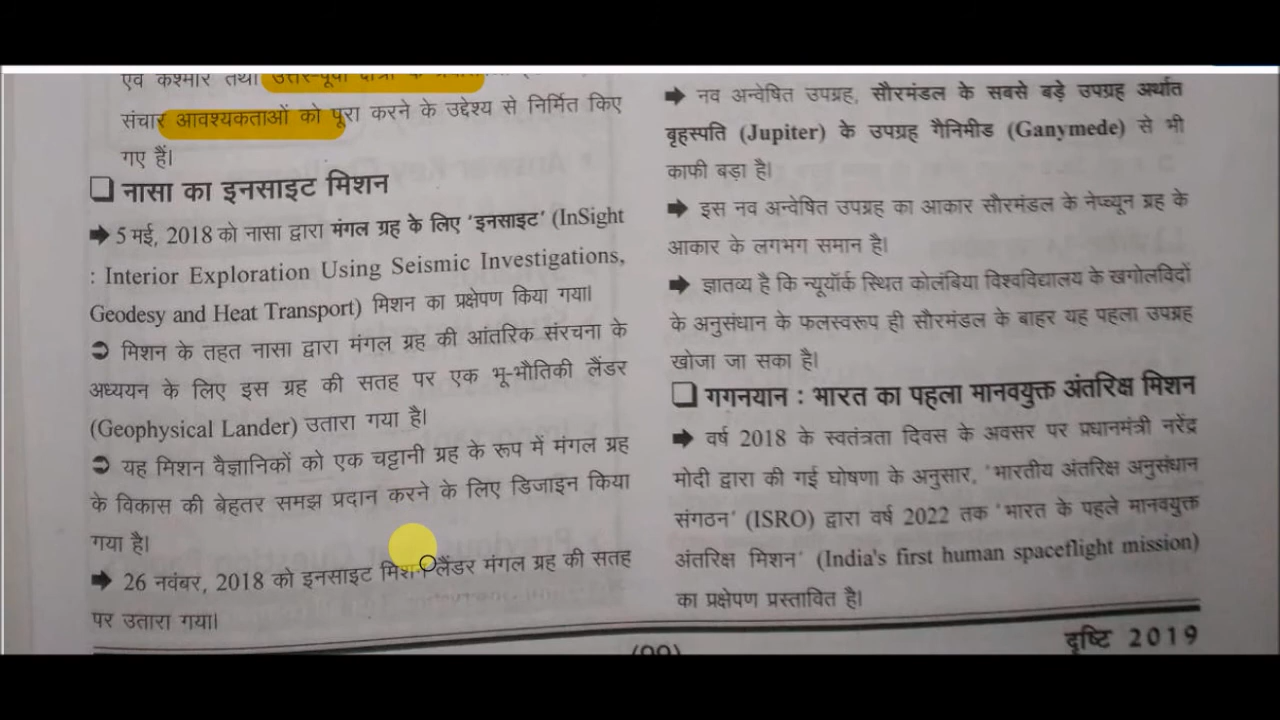 एवं कश्मीर तथा
संचार आवश्यकताओं को पूरा करने के उद्देश्य से निर्मित किए
गए हैं।
❑ नासा का इनसाइट मिशन
➡ 5 मई, 2018 को नासा द्वारा मंगल ग्रह के लिए 'इनसाइट' (InSight
: Interior Exploration Using Seismic Investigations,
Geodesy and Heat Transport) मिशन का प्रक्षेपण किया गया।
➲ मिशन के तहत नासा द्वारा मंगल ग्रह की आंतरिक संरचना के
अध्ययन के लिए इस ग्रह की सतह पर एक भू-भौतिकी लैंडर
(Geophysical Lander) उतारा गया है।
➲ यह मिशन वैज्ञानिकों को एक चट्टानी ग्रह के रूप में मंगल ग्रह
के विकास की बेहतर समझ प्रदान करने के लिए डिजाइन किया
गया है।
➡ 26 नवंबर, 2018 को इनसाइट मिशन लैंडर मंगल ग्रह की सतह
पर उतारा गया।
➡ नव अन्वेषित उपग्रह, सौरमंडल के सबसे बड़े उपग्रह अर्थात
बृहस्पति (Jupiter) के उपग्रह गैनिमीड (Ganymede) से भी
काफी बड़ा है।
➡ इस नव अन्वेषित उपग्रह का आकार सौरमंडल के नेप्च्यून ग्रह के
आकार के लगभग समान है।
➡ ज्ञातव्य है कि न्यूयॉर्क स्थित कोलंबिया विश्वविद्यालय के खगोलविदों
के अनुसंधान के फलस्वरूप ही सौरमंडल के बाहर यह पहला उपग्रह
खोजा जा सका है।
❑ गगनयान : भारत का पहला मानवयुक्त अंतरिक्ष मिशन
➡ वर्ष 2018 के स्वतंत्रता दिवस के अवसर पर प्रधानमंत्री नरेंद्र
मोदी द्वारा की गई घोषणा के अनुसार, 'भारतीय अंतरिक्ष अनुसंधान
संगठन' (ISRO) द्वारा वर्ष 2022 तक 'भारत के पहले मानवयुक्त
अंतरिक्ष मिशन' (India's first human spaceflight mission)
का प्रक्षेपण प्रस्तावित है।
दृष्टि 2019